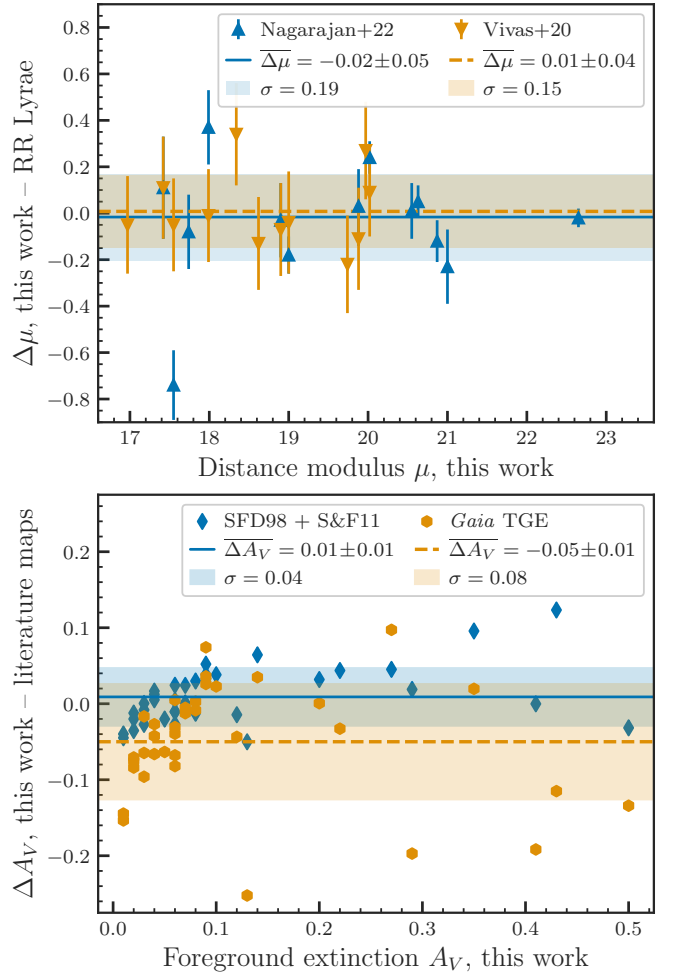 Nagarajan+22 Vivas+20
Δμ = −0.02±0.05 Δμ = 0.01±0.04
σ = 0.19 σ = 0.15
0.8
0.6
0.4
0.2
0.0
−0.2
−0.4
−0.6
−0.8
Δμ, this work – RR Lyrae
17 18 19 20 21 22 23
Distance modulus μ, this work
SFD98 + S&F11 Gaia TGE
ΔA_V = 0.01±0.01 ΔA_V = −0.05±0.01
σ = 0.04 σ = 0.08
0.2
0.1
0.0
−0.1
−0.2
ΔA_V, this work – literature maps
0.0 0.1 0.2 0.3 0.4 0.5
Foreground extinction A_V, this work